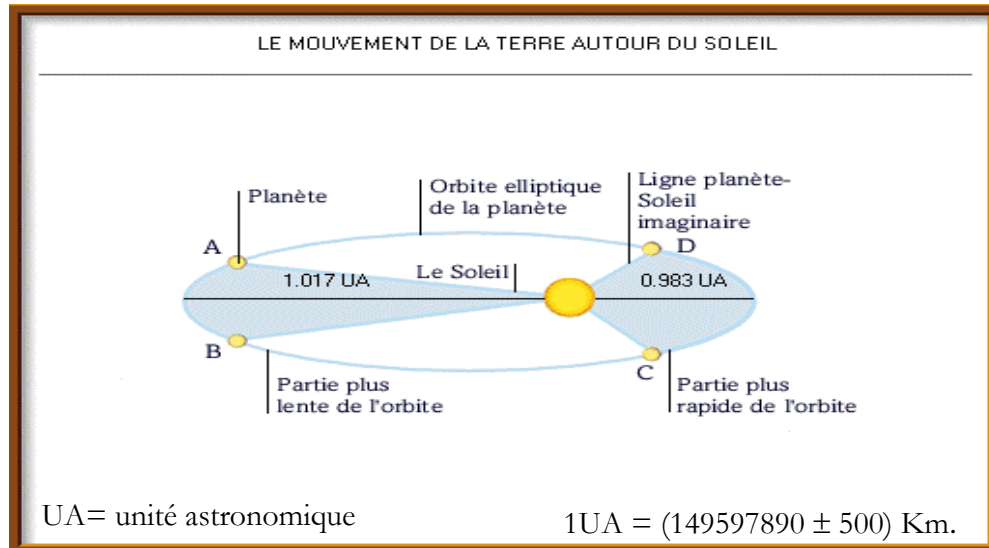 LE MOUVEMENT DE LA TERRE AUTOUR DU SOLEIL
Planète
Orbite elliptique
de la planète
Ligne planète-
Soleil
imaginaire
A
D
1.017 UA
Le Soleil
0.983 UA
B
C
Partie plus
lente de l'orbite
Partie plus
rapide de l'orbite
UA= unité astronomique
1UA = (149597890 ± 500) Km.